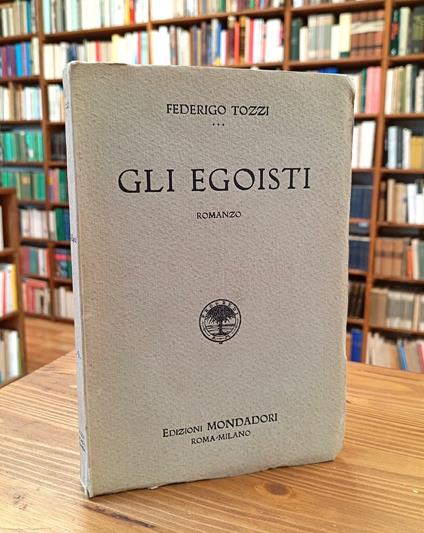 FEDERIGO TOZZI
* * *
GLI EGOISTI
ROMANZO
EDIZIONI MONDADORI
ROMA-MILANO